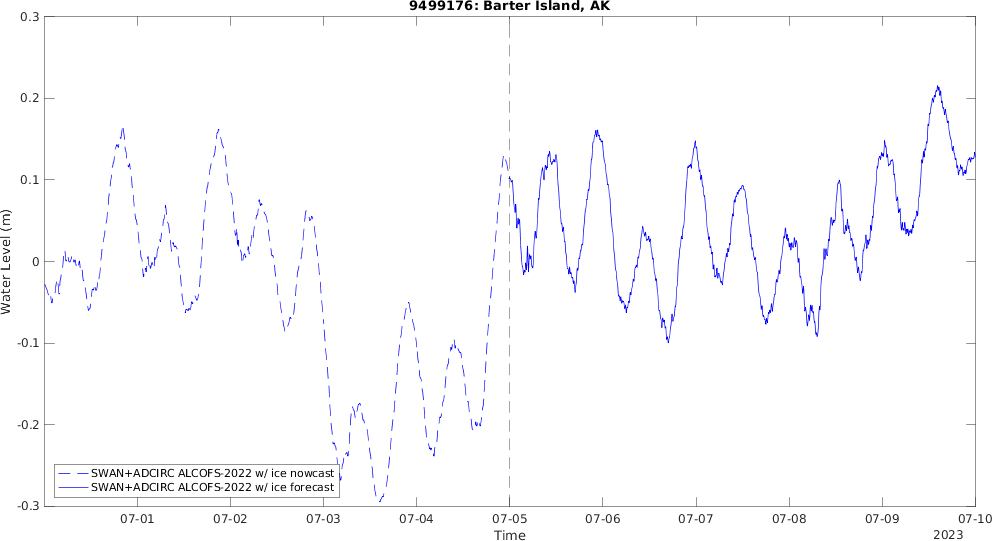 9499176: Barter Island, AK
0.3
0.2
0.1
0
-0.1
-0.2
-0.3
Water Level (m)
SWAN+ADCIRC ALCOFS-2022 w/ ice nowcast
SWAN+ADCIRC ALCOFS-2022 w/ ice forecast
07-01 07-02 07-03 07-04 07-05 07-06 07-07 07-08 07-09 07-10
Time
2023